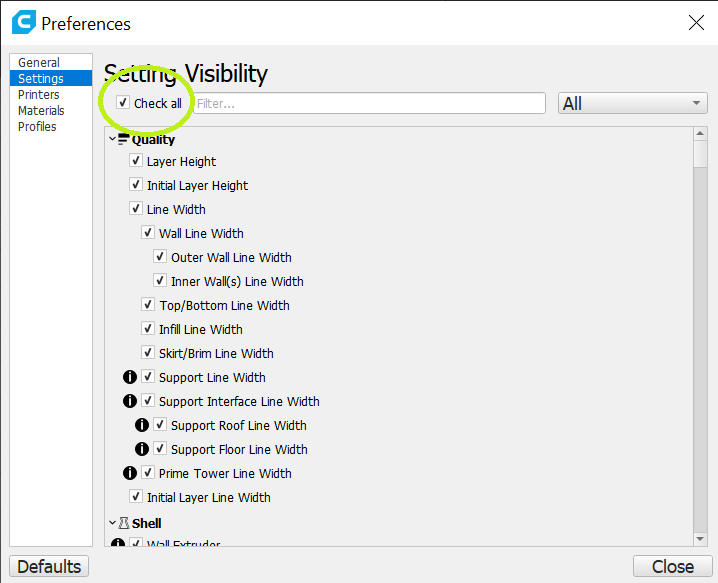 Preferences
General
Settings
Printers
Materials
Profiles
Setting Visibility
Check all
Filter...
All
Quality
Layer Height
Initial Layer Height
Line Width
Wall Line Width
Outer Wall Line Width
Inner Wall(s) Line Width
Top/Bottom Line Width
Infill Line Width
Skirt/Brim Line Width
Support Line Width
Support Interface Line Width
Support Roof Line Width
Support Floor Line Width
Prime Tower Line Width
Initial Layer Line Width
Shell
Wall Extruder
Defaults
Close